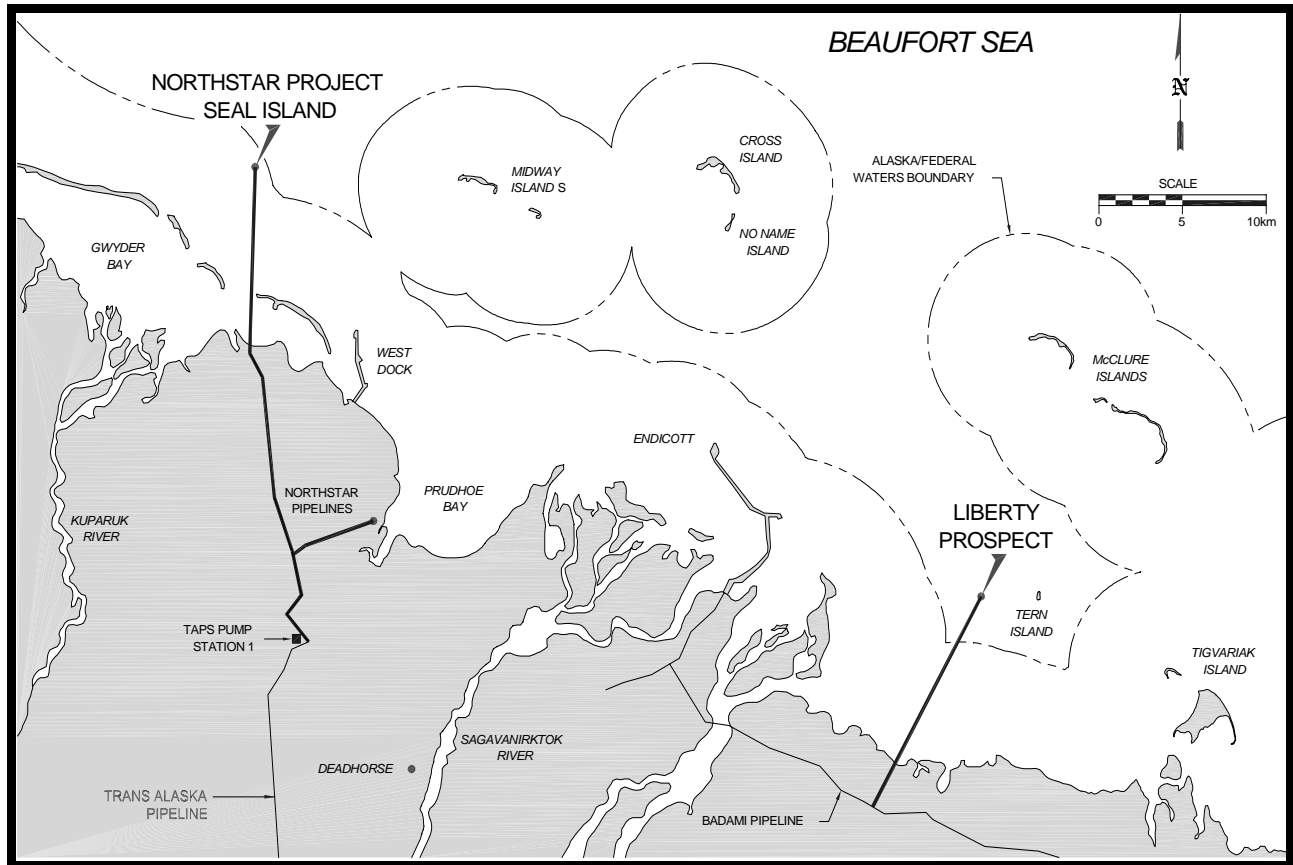 BEAUFORT SEA
NORTHSTAR PROJECT
SEAL ISLAND
N
CROSS
ISLAND
MIDWAY
ISLAND S
ALASKA/FEDERAL
WATERS BOUNDARY
SCALE
0 5 10km
NO NAME
ISLAND
GWYDER
BAY
WEST
DOCK
McCLURE
ISLANDS
ENDICOTT
NORTHSTAR
PIPELINES
PRUDHOE
BAY
KUPARUK
RIVER
LIBERTY
PROSPECT
TERN
ISLAND
TAPS PUMP
STATION 1
TIGVARIAK
ISLAND
SAGAVANIRKTOK
RIVER
DEADHORSE
TRANS ALASKA
PIPELINE
BADAMI PIPELINE